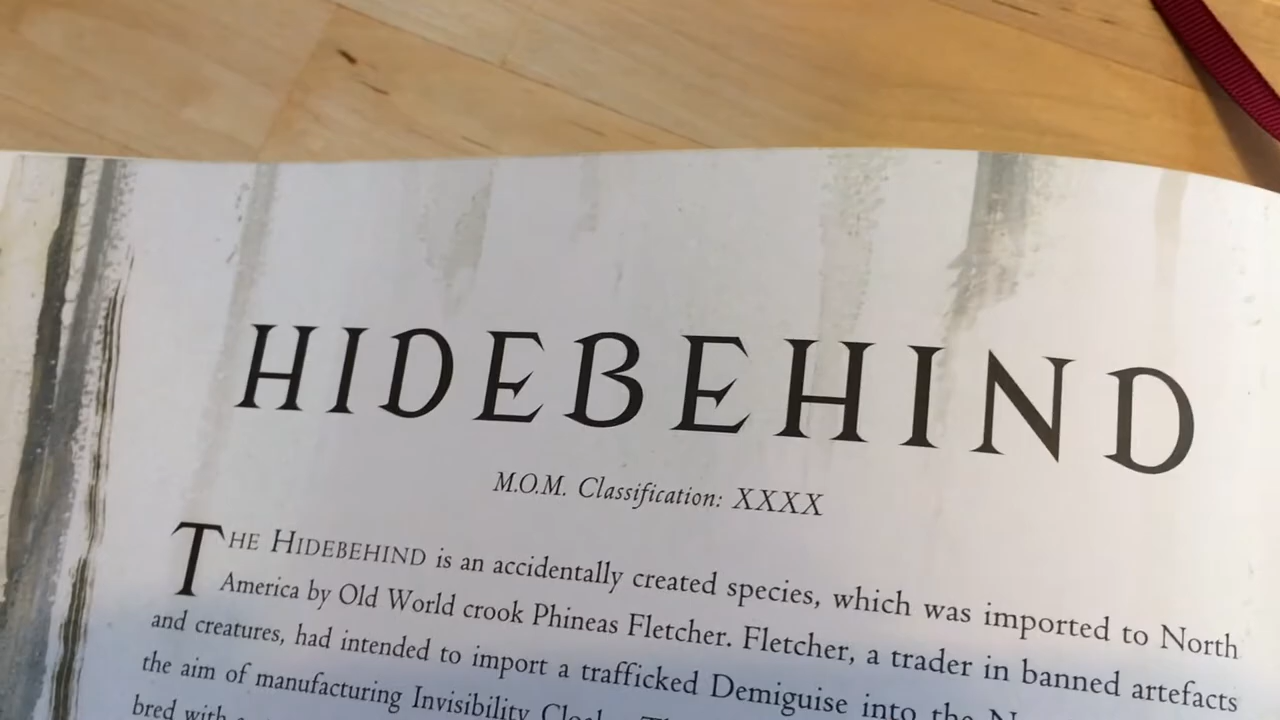 HIDEBEHIND
M.O.M. Classification: XXXX
THE HIDEBEHIND is an accidentally created species, which was imported to North
America by Old World crook Phineas Fletcher. Fletcher, a trader in banned artefacts
and creatures, had intended to import a trafficked Demiguise into the
the aim of manufacturing Invisibility
bred with